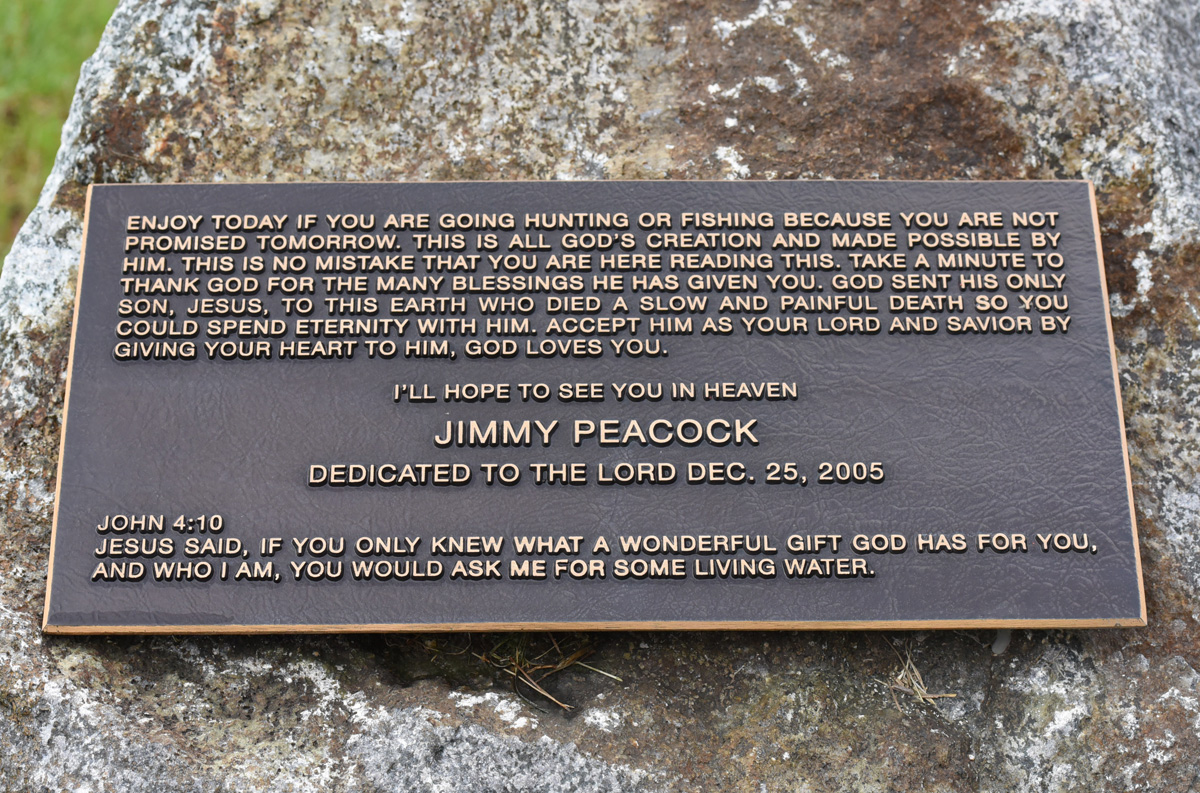 ENJOY TODAY IF YOU ARE GOING HUNTING OR FISHING BECAUSE YOU ARE NOT
PROMISED TOMORROW. THIS IS ALL GOD'S CREATION AND MADE POSSIBLE BY
HIM. THIS IS NO MISTAKE THAT YOU ARE HERE READING THIS. TAKE A MINUTE TO
THANK GOD FOR THE MANY BLESSINGS HE HAS GIVEN YOU. GOD SENT HIS ONLY
SON, JESUS, TO THIS EARTH WHO DIED A SLOW AND PAINFUL DEATH SO YOU
COULD SPEND ETERNITY WITH HIM. ACCEPT HIM AS YOUR LORD AND SAVIOR BY
GIVING YOUR HEART TO HIM, GOD LOVES YOU.
I'LL HOPE TO SEE YOU IN HEAVEN
JIMMY PEACOCK
DEDICATED TO THE LORD DEC. 25, 2005
JOHN 4:10
JESUS SAID, IF YOU ONLY KNEW WHAT A WONDERFUL GIFT GOD HAS FOR YOU,
AND WHO I AM, YOU WOULD ASK ME FOR SOME LIVING WATER.